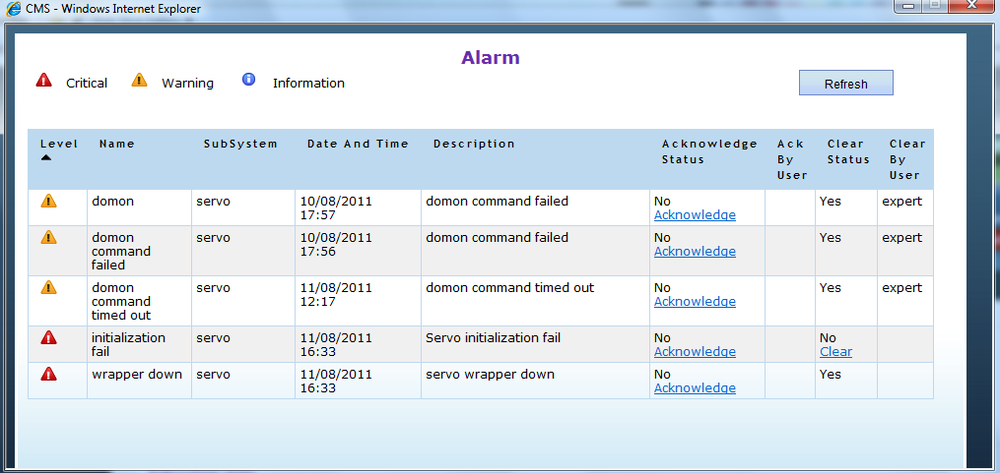 CMS - Windows Internet Explorer
Alarm
Critical Warning Information
Refresh
Level Name SubSystem Date And Time Description Acknowledge Status Ack By User Clear Status Clear By User
domon servo 10/08/2011 17:57 domon command failed No Acknowledge Yes expert
domon command failed servo 10/08/2011 17:56 domon command failed No Acknowledge Yes expert
domon command timed out servo 11/08/2011 12:17 domon command timed out No Acknowledge Yes expert
initialization fail servo 11/08/2011 16:33 Servo initialization fail No Acknowledge No Clear
wrapper down servo 11/08/2011 16:33 servo wrapper down No Acknowledge Yes